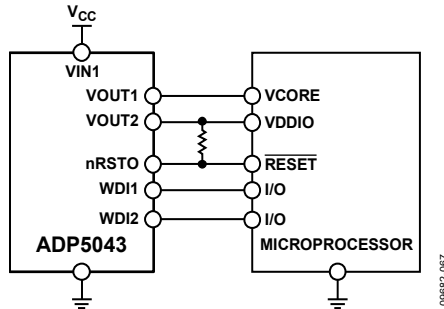 VCC
VIN1
VOUT1
VCORE
VOUT2
VDDIO
nRSTO
RESET
WDI1
I/O
WDI2
I/O
ADP5043
MICROPROCESSOR
09682-067